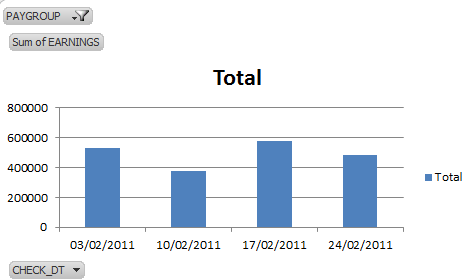 PAYGROUP
Sum of EARNINGS
Total
800000
600000
400000
200000
0
03/02/2011 10/02/2011 17/02/2011 24/02/2011
Total
CHECK_DT